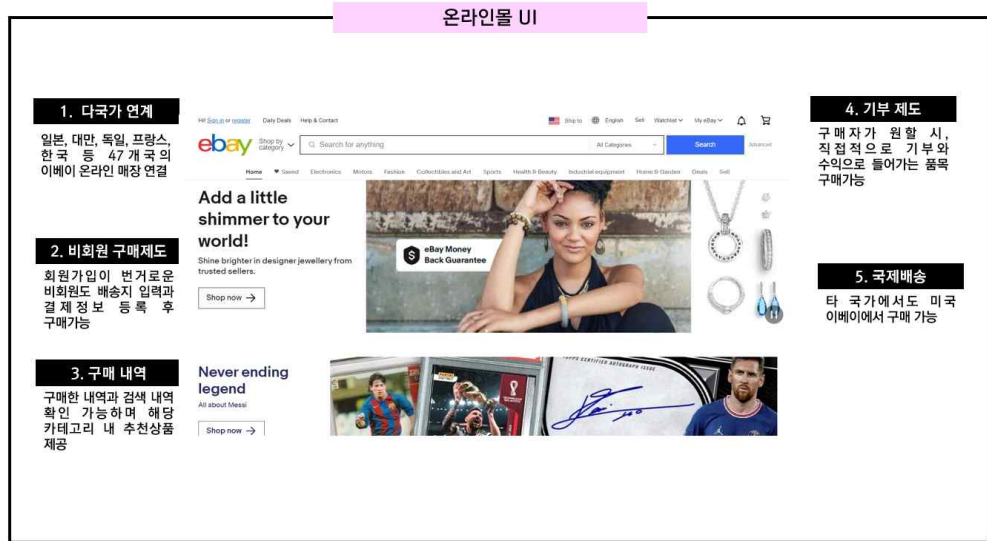 온라인몰 UI
1. 다국가 연계
일본, 대만, 독일, 프랑스,
한국 등 47개국의
이베이 온라인 매장 연결
2. 비회원 구매제도
회원가입이 번거로운
비회원도 배송지 입력과
결제정보 등록 후
구매가능
3. 구매 내역
구매한 내역과 검색 내역
확인 가능하며 해당
카테고리 내 추천상품
제공
Hi! Sign in or register Daily Deals Help & Contact
Ship to English Sell Watchlist My eBay
ebay
Shop by
category
Search for anything
All Categories
Search
Advanced
Home Saved Electronics Motors Fashion Collectibles and Art Sports Health & Beauty Industrial equipment Home & Garden Deals Sell
Add a little
shimmer to your
world!
Shine brighter in designer jewellery from
trusted sellers.
Shop now →
eBay Money
Back Guarantee
Never ending
legend
All about Messi
Shop now →
4. 기부 제도
구매자가 원할 시,
직접적으로 기부와
수익으로 들어가는 품목
구매가능
5. 국제배송
타 국가에서도 미국
이베이에서 구매 가능